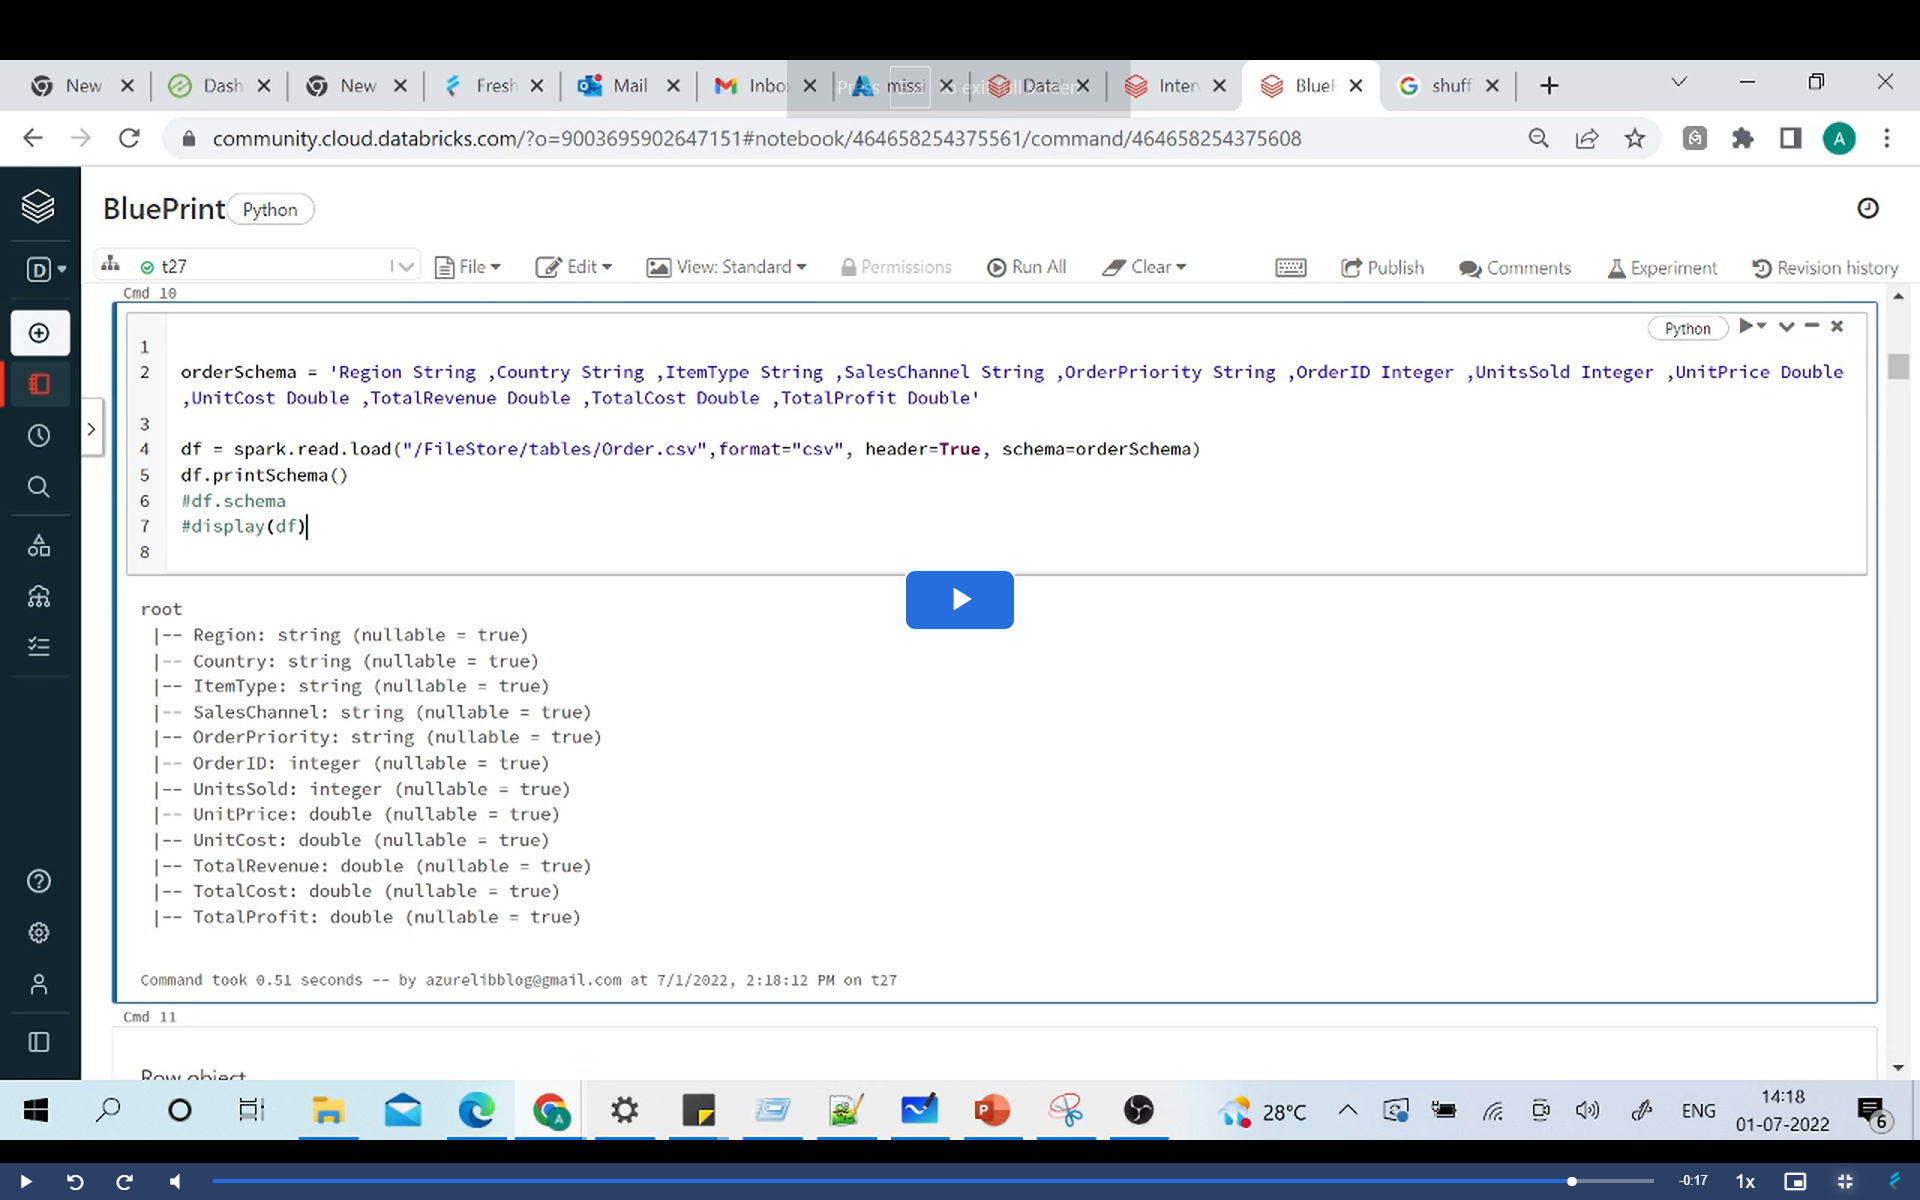 New Dash New Fresh Mail Inbo missi Data Inter BlueP shuff
community.cloud.databricks.com/?o=9003695902647151#notebook/464658254375561/command/464658254375608
A
BluePrint Python
D
t27 File Edit View: Standard Permissions Run All Clear Publish Comments Experiment Revision history
Cmd 10
Python
1
2 orderSchema = 'Region String ,Country String ,ItemType String ,SalesChannel String ,OrderPriority String ,OrderID Integer ,UnitsSold Integer ,UnitPrice Double
,UnitCost Double ,TotalRevenue Double ,TotalCost Double ,TotalProfit Double'
3
4 df = spark.read.load("/FileStore/tables/Order.csv",format="csv", header=True, schema=orderSchema)
5 df.printSchema()
6 #df.schema
7 #display(df)
8
root
|-- Region: string (nullable = true)
|-- Country: string (nullable = true)
|-- ItemType: string (nullable = true)
|-- SalesChannel: string (nullable = true)
|-- OrderPriority: string (nullable = true)
|-- OrderID: integer (nullable = true)
|-- UnitsSold: integer (nullable = true)
|-- UnitPrice: double (nullable = true)
|-- UnitCost: double (nullable = true)
|-- TotalRevenue: double (nullable = true)
|-- TotalCost: double (nullable = true)
|-- TotalProfit: double (nullable = true)
Command took 0.51 seconds -- by azurelibblog@gmail.com at 7/1/2022, 2:18:12 PM on t27
Cmd 11
Row object
28°C ENG 14:18
01-07-2022 6
-0:17 1x